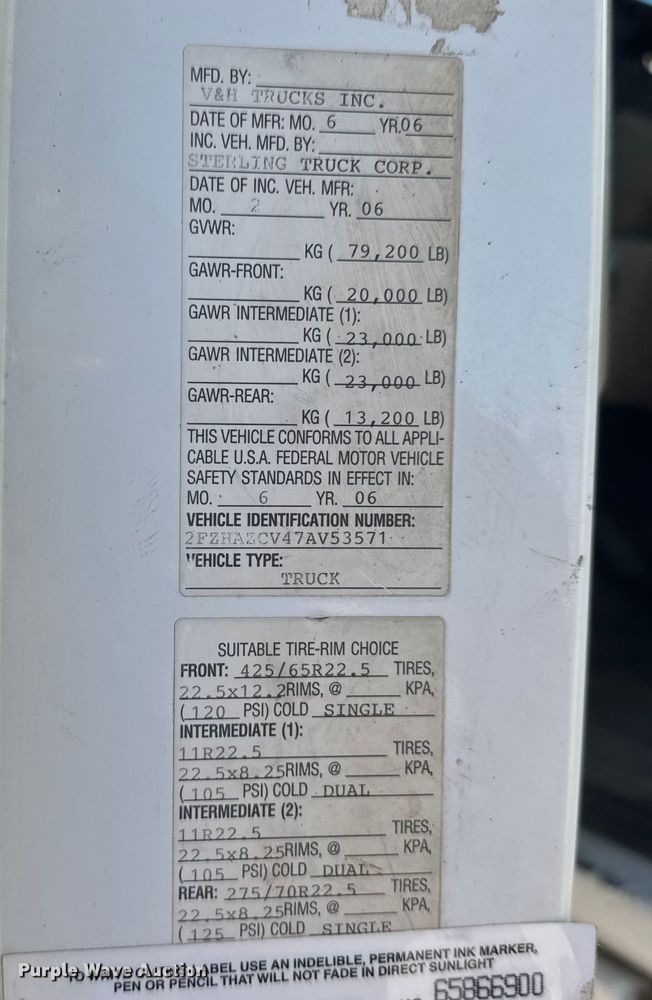 MFD. BY:
V&H TRUCKS INC.
DATE OF MFR: MO. 6 YR. 06
INC. VEH. MFD. BY:
STERLING TRUCK CORP.
DATE OF INC. VEH. MFR:
MO. 2 YR. 06
GVWR:
KG ( 79,200 LB)
GAWR-FRONT:
KG ( 20,000 LB)
GAWR INTERMEDIATE (1):
KG ( 23,000 LB)
GAWR INTERMEDIATE (2):
KG ( 23,000 LB)
GAWR-REAR:
KG ( 13,200 LB)
THIS VEHICLE CONFORMS TO ALL APPLI-
CABLE U.S.A. FEDERAL MOTOR VEHICLE
SAFETY STANDARDS IN EFFECT IN:
MO. 6 YR. 06
VEHICLE IDENTIFICATION NUMBER:
2FZHAZCV47AV53571
VEHICLE TYPE:
TRUCK
SUITABLE TIRE-RIM CHOICE
FRONT: 425/65R22.5 TIRES,
22.5x12.2RIMS, @ KPA,
( 120 PSI) COLD SINGLE
INTERMEDIATE (1):
11R22.5 TIRES,
22.5x8.25RIMS, @ KPA,
( 105 PSI) COLD DUAL
INTERMEDIATE (2):
11R22.5 TIRES,
22.5x8.25RIMS, @ KPA,
( 105 PSI) COLD DUAL
REAR: 275/70R22.5 TIRES,
22.5x8.25RIMS, @ KPA,
( 125 PSI) COLD SINGLE
USE AN INDELIBLE, PERMANENT INK MARKER,
PEN OR PENCIL THAT WILL NOT FADE IN DIRECT SUNLIGHT
Purple Wave Auction
65866900